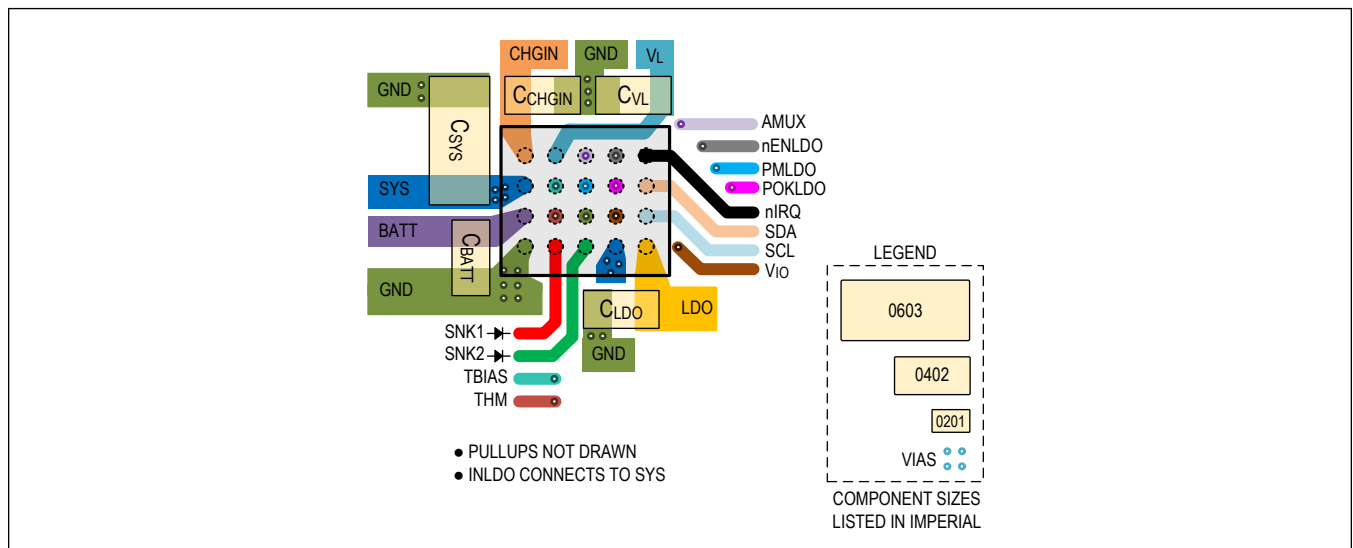 CHGIN GND VL
GND CCHGIN CVL
CSYS
AMUX
nENLDO
PMLDO
POKLDO
SYS
nIRQ
BATT
SDA
CBATT
SCL
VIO
GND
CLDO LDO
SNK1
SNK2 GND
TBIAS
THM
● PULLUPS NOT DRAWN
● INLDO CONNECTS TO SYS
LEGEND
0603
0402
0201
VIAS
COMPONENT SIZES
LISTED IN IMPERIAL